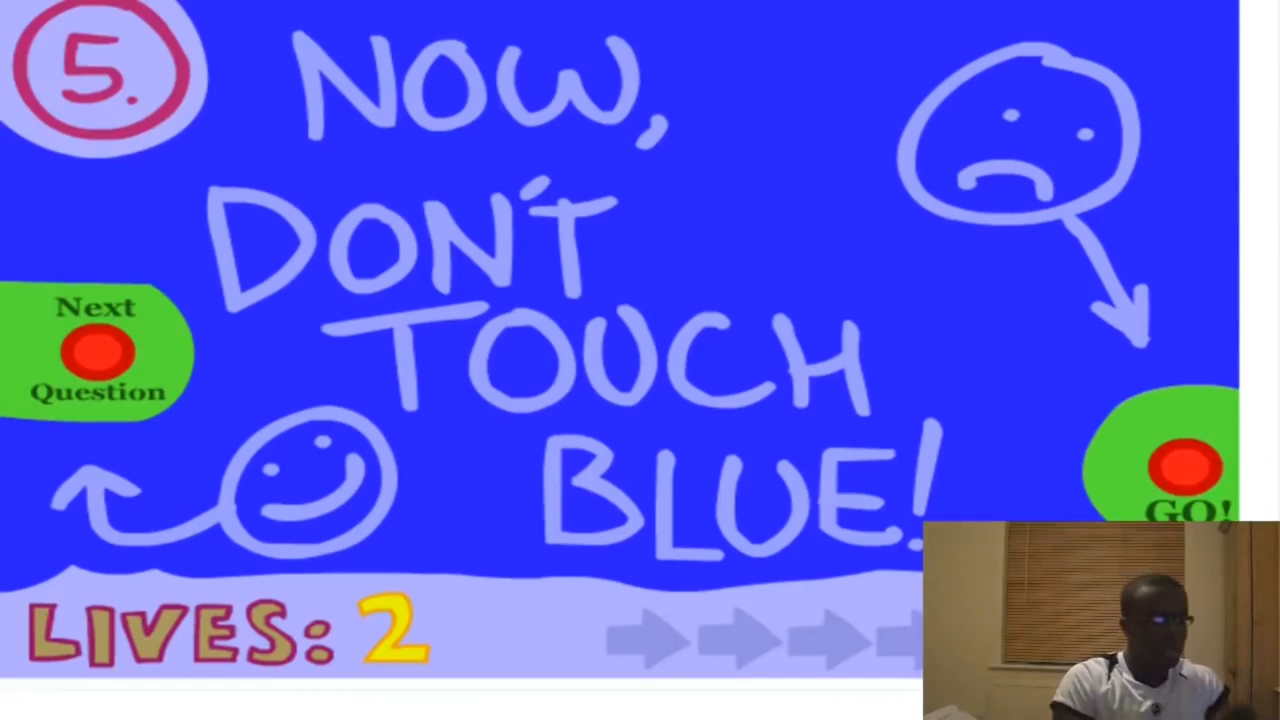 5.
NOW,
DON'T
TOUCH
BLUE!
Next
Question
GO!
LIVES: 2